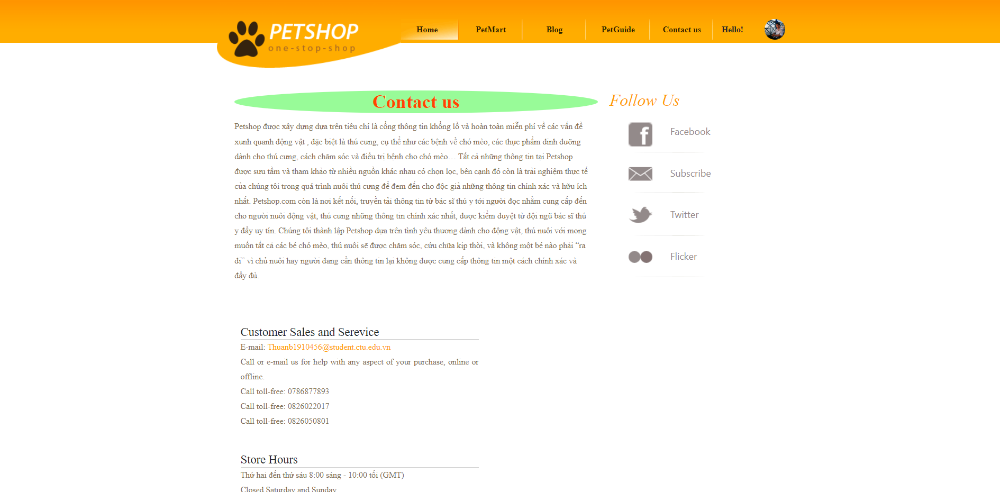 PETSHOP
one-stop-shop
Home
PetMart
Blog
PetGuide
Contact us
Hello!
Contact us
Petshop được xây dựng dựa trên tiêu chí là cổng thông tin khổng lồ và hoàn toàn miễn phí về các vấn đề
xunh quanh động vật , đặc biệt là thú cưng, cụ thể như các bệnh về chó mèo, các thực phẩm dinh dưỡng
dành cho thú cưng, cách chăm sóc và điều trị bệnh cho chó mèo… Tất cả những thông tin tại Petshop
được sưu tầm và tham khảo từ nhiều nguồn khác nhau có chọn lọc, bên cạnh đó còn là trải nghiệm thực tế
của chúng tôi trong quá trình nuôi thú cưng để đem đến cho độc giả những thông tin chính xác và hữu ích
nhất. Petshop.com còn là nơi kết nối, truyền tải thông tin từ bác sĩ thú y tới người đọc nhằm cung cấp đến
cho người nuôi động vật, thú cưng những thông tin chính xác nhất, được kiểm duyệt từ đội ngũ bác sĩ thú
y đầy uy tín. Chúng tôi thành lập Petshop dựa trên tình yêu thương dành cho động vật, thú nuôi với mong
muốn tất cả các bé chó mèo, thú nuôi sẽ được chăm sóc, cứu chữa kịp thời, và không một bé nào phải “ra
đi” vì chủ nuôi hay người đang cần thông tin lại không được cung cấp thông tin một cách chính xác và
đầy đủ.
Follow Us
Facebook
Subscribe
Twitter
Flicker
Customer Sales and Serevice
E-mail: Thuanb1910456@student.ctu.edu.vn
Call or e-mail us for help with any aspect of your purchase, online or
offline.
Call toll-free: 0786877893
Call toll-free: 0826022017
Call toll-free: 0826050801
Store Hours
Thứ hai đến thứ sáu 8:00 sáng - 10:00 tối (GMT)
Closed Saturday and Sunday